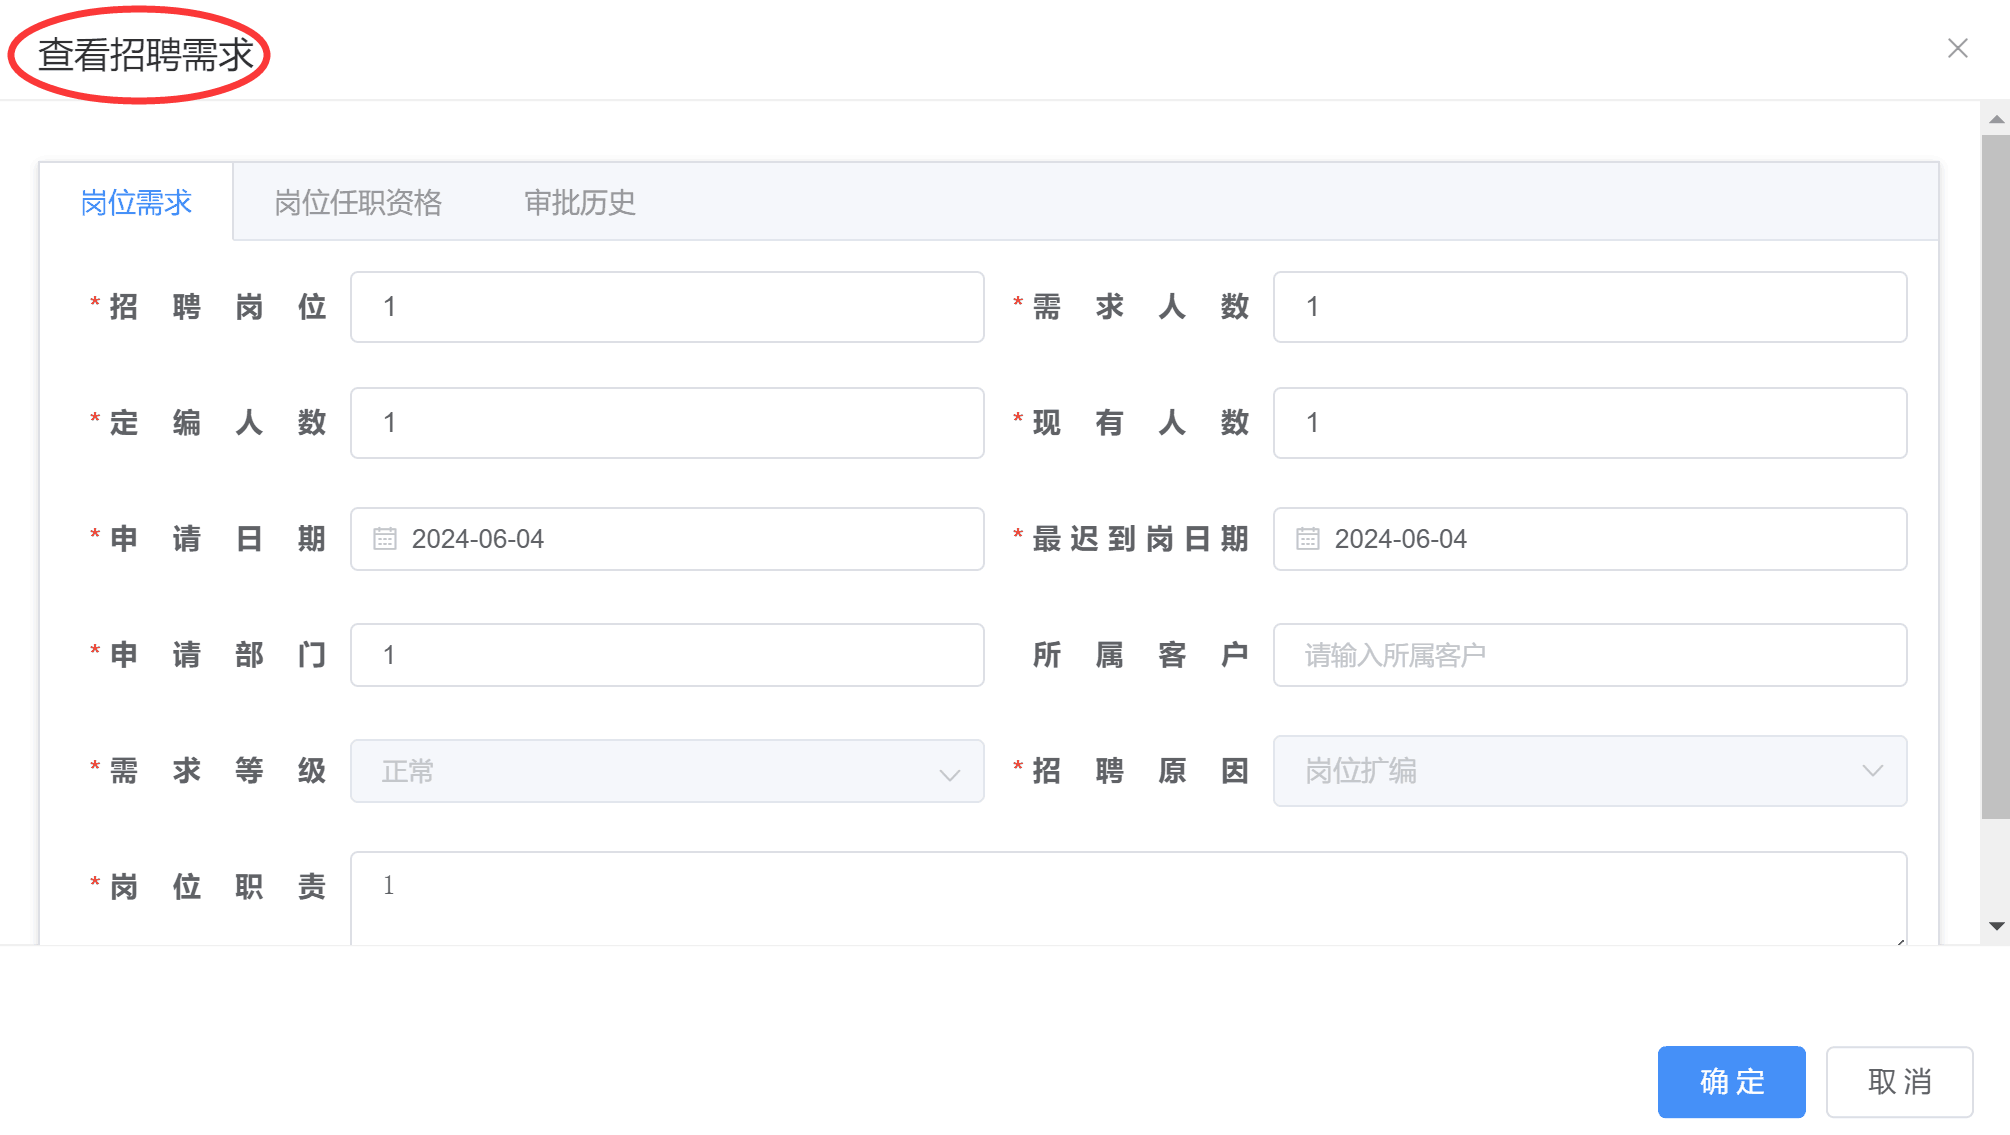 查看招聘需求
岗位需求 岗位任职资格 审批历史
*招聘岗位 1 *需求人数 1
*定编人数 1 *现有人数 1
*申请日期 2024-06-04 *最迟到岗日期 2024-06-04
*申请部门 1 所属客户 请输入所属客户
*需求等级 正常 *招聘原因 岗位扩编
*岗位职责 1
确定 取消